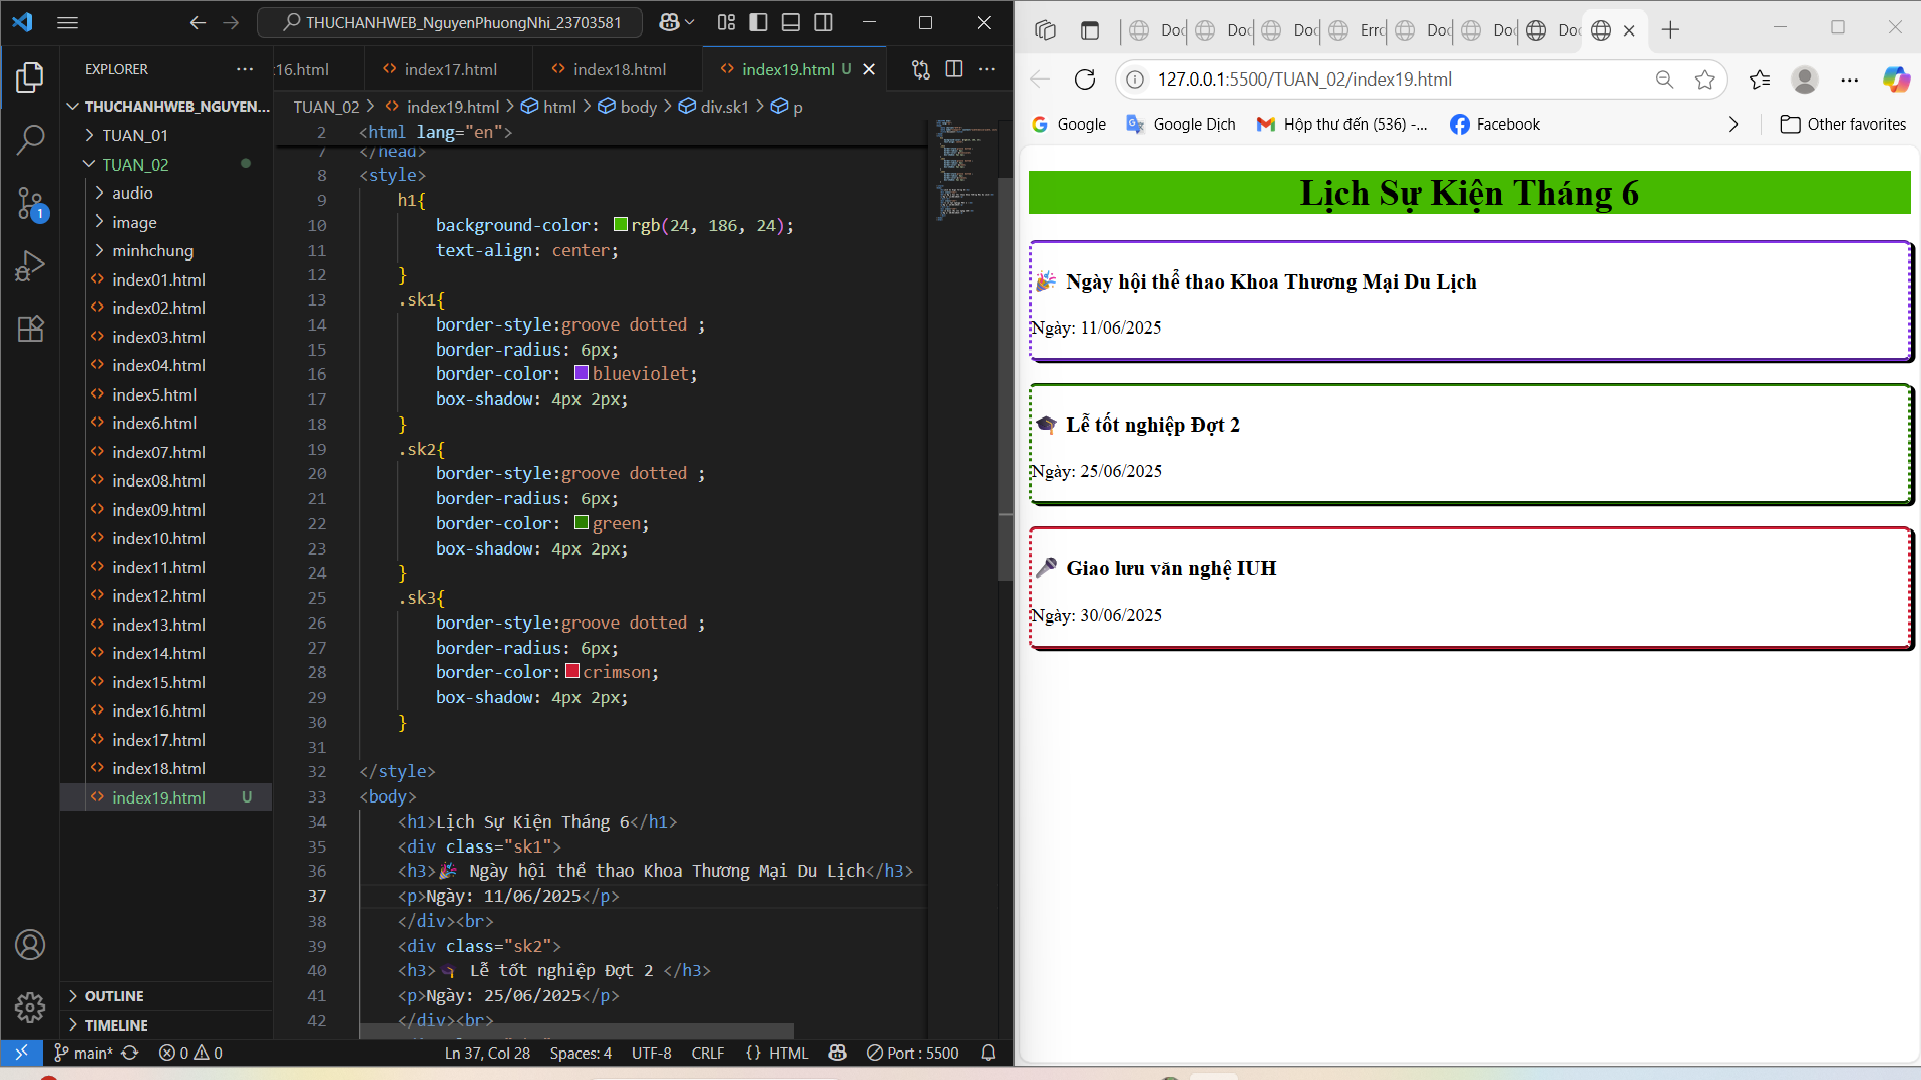 THUCHANHWEB_NguyenPhuongNhi_23703581
EXPLORER
THUCHANHWEB_NGUYEN...
TUAN_01
TUAN_02
audio
image
minhchung
index01.html
index02.html
index03.html
index04.html
index5.html
index6.html
index07.html
index08.html
index09.html
index10.html
index11.html
index12.html
index13.html
index14.html
index15.html
index16.html
index17.html
index18.html
index19.html U
OUTLINE
TIMELINE
1
:16.html
index17.html
index18.html
index19.html U
TUAN_02 > index19.html > html > body > div.sk1 > p
2 <html lang="en">
7 </head>
8 <style>
9 h1{
10 background-color: rgb(24, 186, 24);
11 text-align: center;
12 }
13 .sk1{
14 border-style:groove dotted ;
15 border-radius: 6px;
16 border-color: blueviolet;
17 box-shadow: 4px 2px;
18 }
19 .sk2{
20 border-style:groove dotted ;
21 border-radius: 6px;
22 border-color: green;
23 box-shadow: 4px 2px;
24 }
25 .sk3{
26 border-style:groove dotted ;
27 border-radius: 6px;
28 border-color: crimson;
29 box-shadow: 4px 2px;
30 }
31
32 </style>
33 <body>
34 <h1>Lịch Sự Kiện Tháng 6</h1>
35 <div class="sk1">
36 <h3>🎉 Ngày hội thể thao Khoa Thương Mại Du Lịch</h3>
37 <p>Ngày: 11/06/2025</p>
38 </div><br>
39 <div class="sk2">
40 <h3>🎓 Lễ tốt nghiệp Đợt 2 </h3>
41 <p>Ngày: 25/06/2025</p>
42 </div><br>
main* 0 0 Ln 37, Col 28 Spaces: 4 UTF-8 CRLF {} HTML Port : 5500
Doc Doc Doc Erro Doc Doc Doc
127.0.0.1:5500/TUAN_02/index19.html
Google Google Dịch Hộp thư đến (536) -... Facebook Other favorites
Lịch Sự Kiện Tháng 6
🎉 Ngày hội thể thao Khoa Thương Mại Du Lịch
Ngày: 11/06/2025
🎓 Lễ tốt nghiệp Đợt 2
Ngày: 25/06/2025
🎤 Giao lưu văn nghệ IUH
Ngày: 30/06/2025